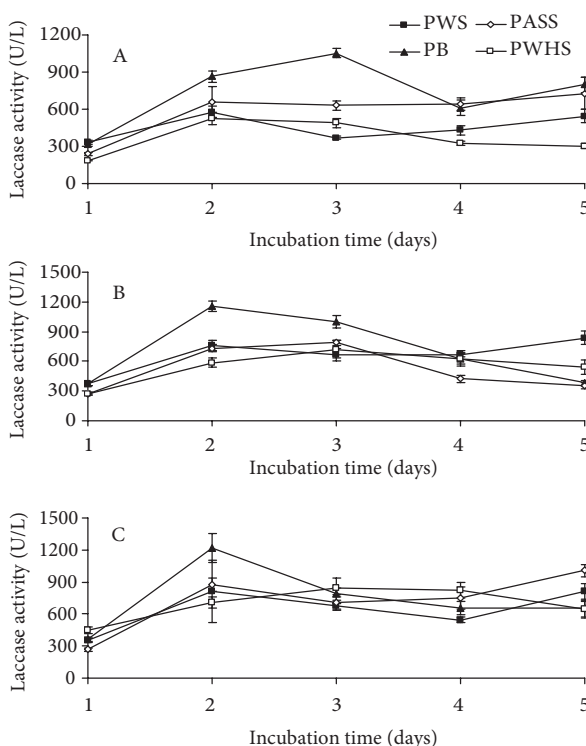 PWS PASS
PB PWHS
A
Laccase activity (U/L)
1200
900
600
300
0
1 2 3 4 5
Incubation time (days)
B
Laccase activity (U/L)
1500
1200
900
600
300
0
1 2 3 4 5
Incubation time (days)
C
Laccase activity (U/L)
1500
1200
900
600
300
0
1 2 3 4 5
Incubation time (days)